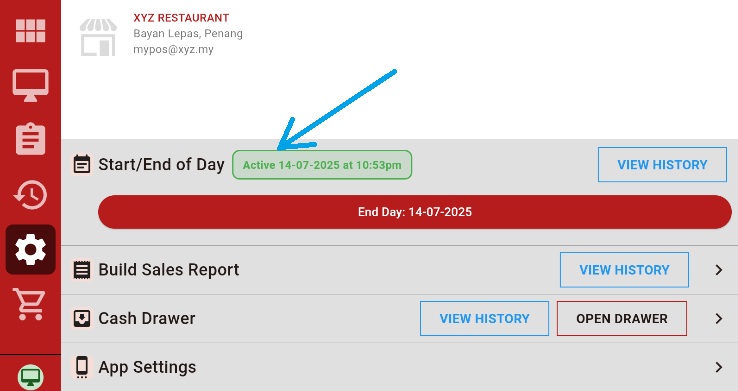 XYZ RESTAURANT
Bayan Lepas, Penang
mypos@xyz.my
Start/End of Day Active 14-07-2025 at 10:53pm VIEW HISTORY
End Day: 14-07-2025
Build Sales Report VIEW HISTORY
Cash Drawer VIEW HISTORY OPEN DRAWER
App Settings